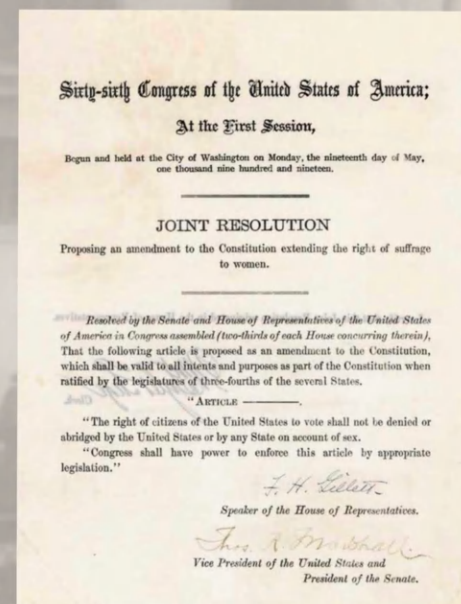 Sixty-sixth Congress of the United States of America;
At the First Session,
Begun and held at the City of Washington on Monday, the nineteenth day of May,
one thousand nine hundred and nineteen.
JOINT RESOLUTION
Proposing an amendment to the Constitution extending the right of suffrage
to women.
Resolved by the Senate and House of Representatives of the United States
of America in Congress assembled (two-thirds of each House concurring therein),
That the following article is proposed as an amendment to the Constitution,
which shall be valid to all intents and purposes as part of the Constitution when
ratified by the legislatures of three-fourths of the several States.
"ARTICLE ————.
"The right of citizens of the United States to vote shall not be denied or
abridged by the United States or by any State on account of sex.
"Congress shall have power to enforce this article by appropriate
legislation."
F. H. Gillett
Speaker of the House of Representatives.
Thos. R. Marshall
Vice President of the United States and
President of the Senate.